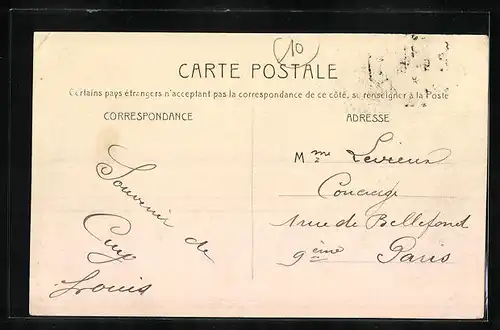 10
CARTE POSTALE
Certains pays étrangers n'acceptant pas la correspondance de ce côté, se renseigner à la Poste
CORRESPONDANCE
ADRESSE
Souvenir de
Louis
Mme
Concierge
1 rue de Bellefond
9ème Paris